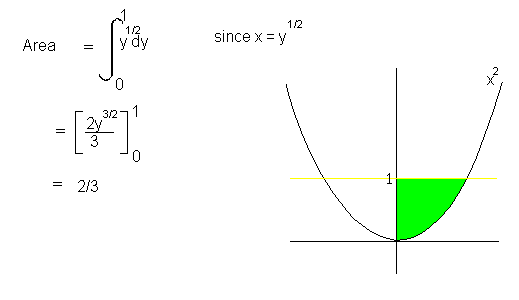 Area = ∫₀¹ y^1/2 dy
since x = y^1/2
= [2y^3/2 / 3]₀¹
= 2/3
x²
1